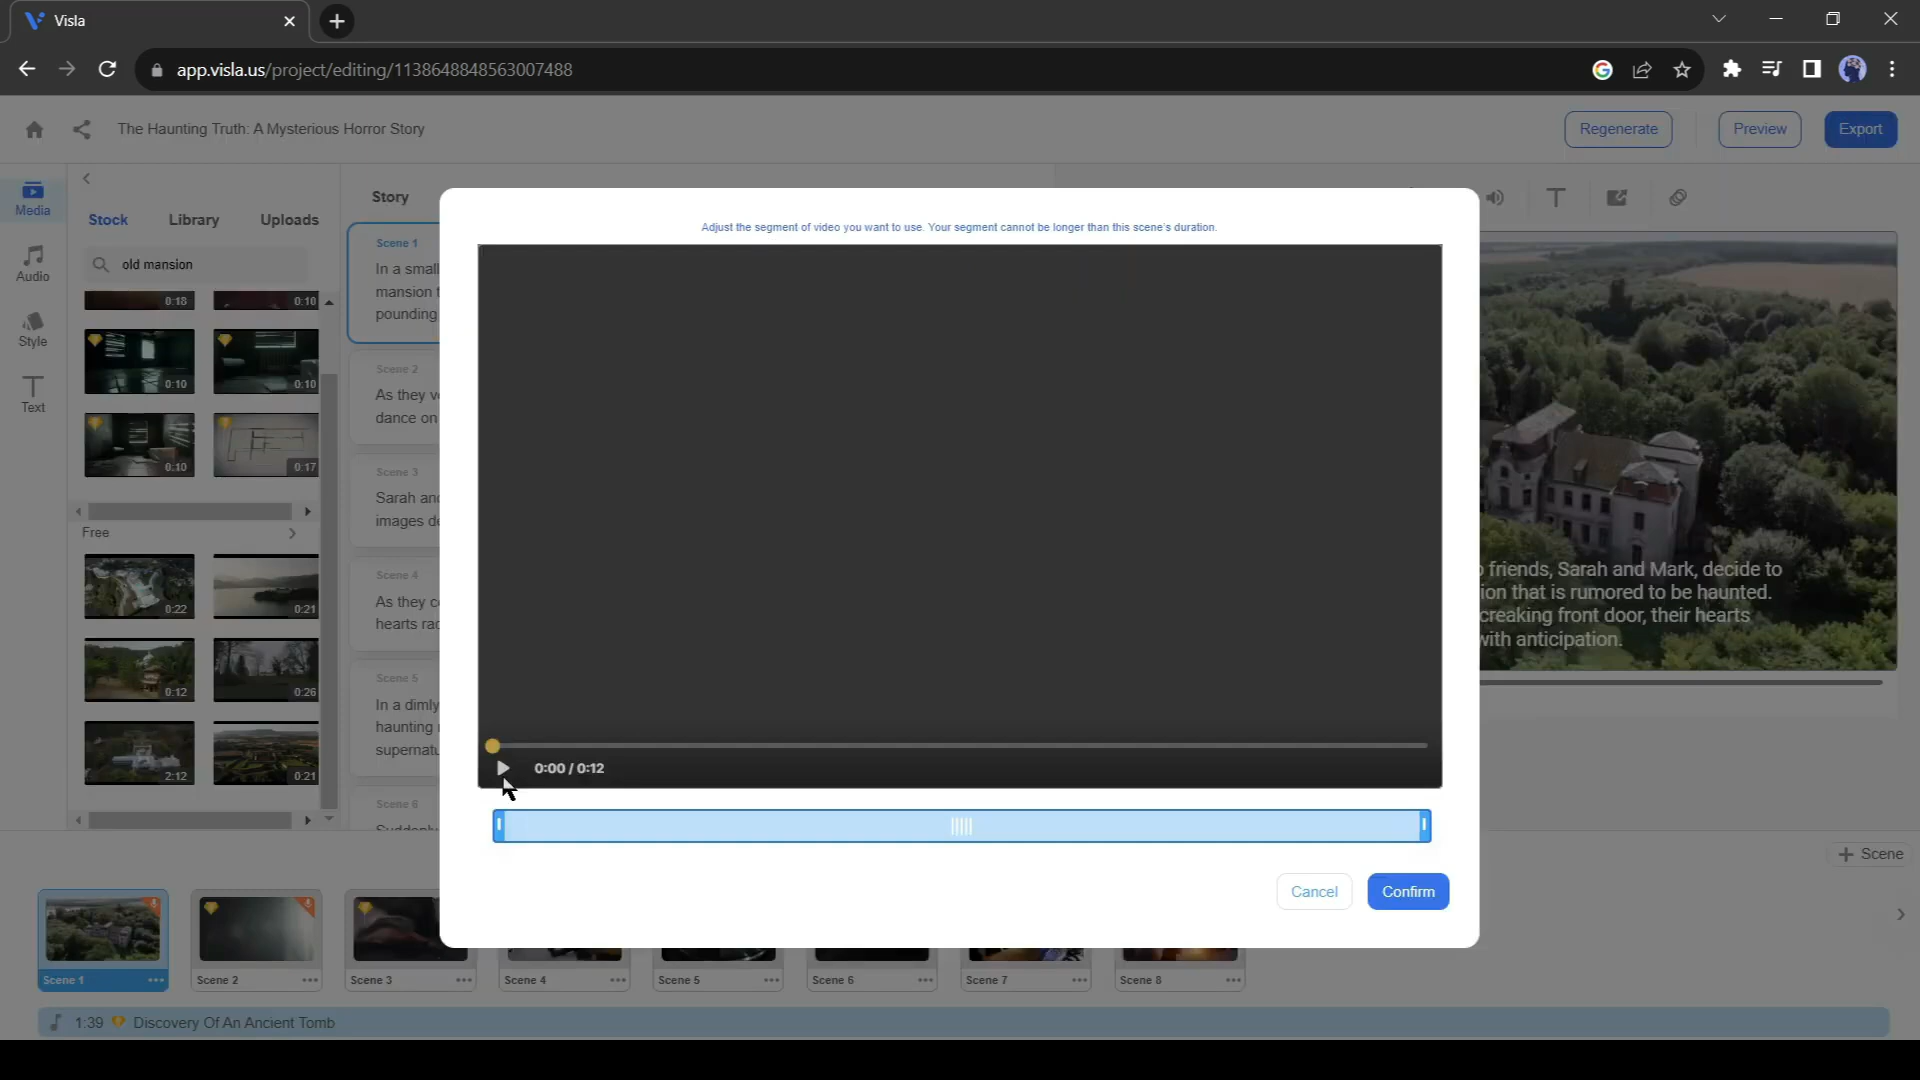 Visla
app.visla.us/project/editing/1138648848563007488
The Haunting Truth: A Mysterious Horror Story
Regenerate
Preview
Export
Media
Audio
Style
Text
Stock
Library
Uploads
old mansion
0:18
0:10
0:10
0:10
0:10
0:17
Free
0:22
0:21
0:12
0:26
2:12
0:21
Story
Scene 1
In a small
mansion
pounding
Scene 2
As they
dance on
Scene 3
Sarah
images
Scene 4
As they
hearts
Scene 5
In a dimly
haunting
Scene 6
Adjust the segment of video you want to use. Your segment cannot be longer than this scene's duration.
0:00 / 0:12
Cancel
Confirm
friends, Sarah and Mark, decide to
ion that is rumored to be haunted.
creaking front door, their hearts
with anticipation.
+ Scene
Scene 1
Scene 2
Scene 3
Scene 4
Scene 5
Scene 6
Scene 7
Scene 8
1:39 Discovery Of An Ancient Tomb